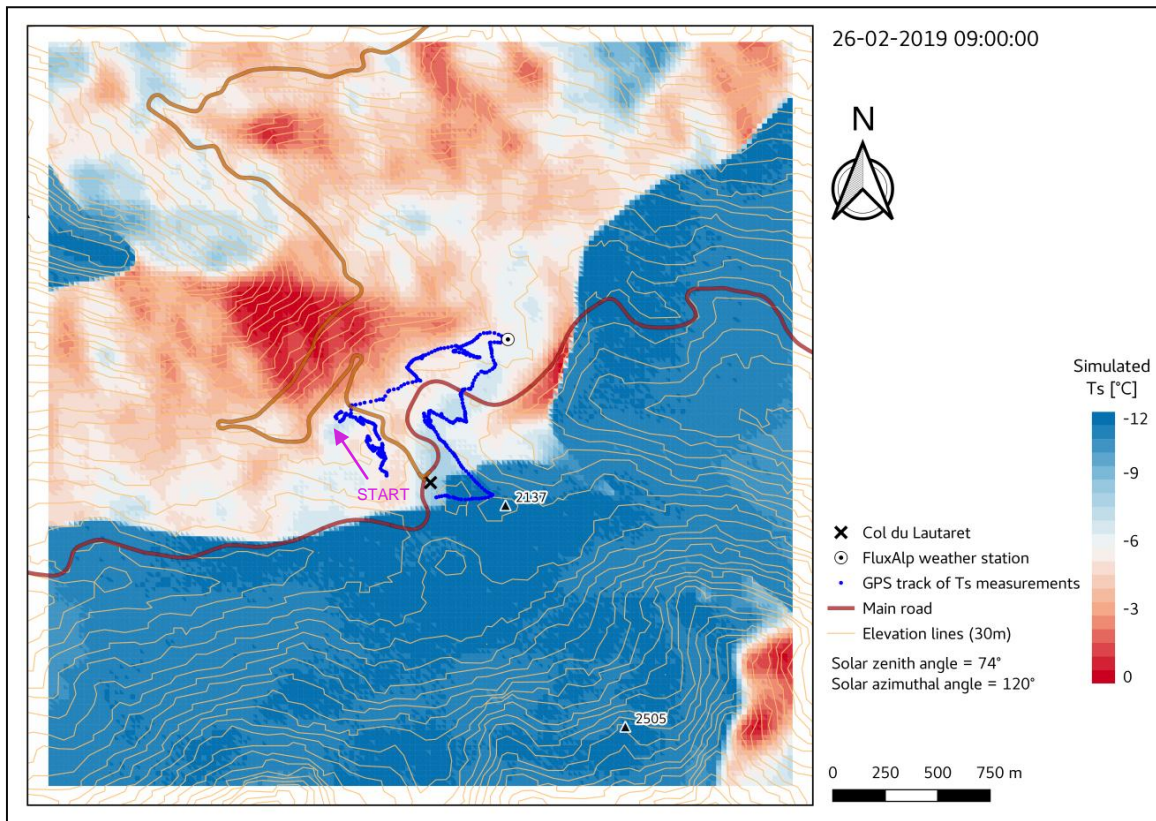 26-02-2019 09:00:00
N
START
2137
2505
Simulated
Ts [°C]
-12
-9
-6
-3
0
Col du Lautaret
FluxAlp weather station
GPS track of Ts measurements
Main road
Elevation lines (30m)
Solar zenith angle = 74°
Solar azimuthal angle = 120°
0 250 500 750 m